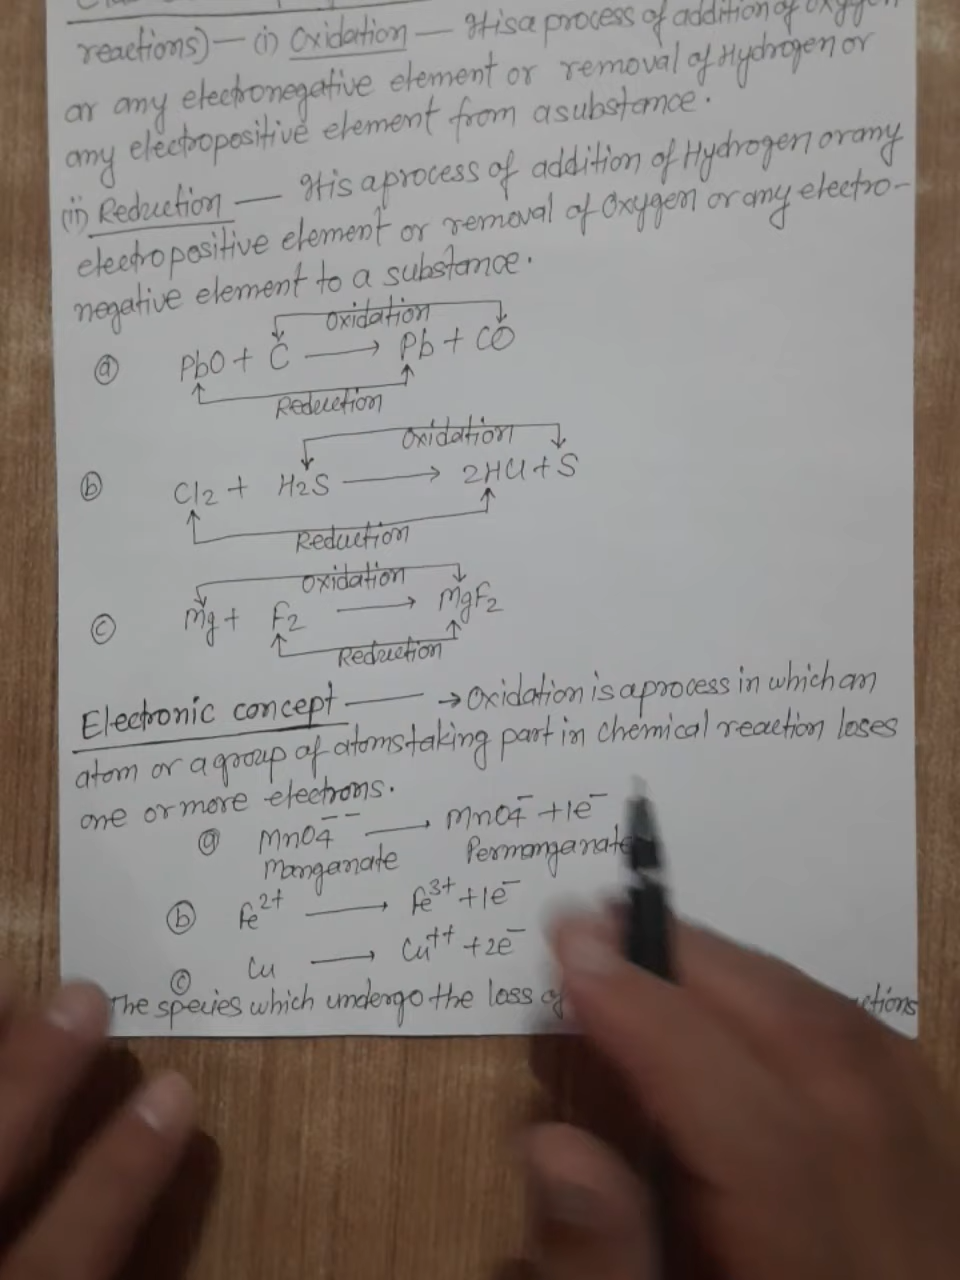 reactions) — (i) Oxidation — It is a process of addition of oxygen
or any electronegative element or removal of Hydrogen or
any electropositive element from a substance.
(ii) Reduction — It is a process of addition of Hydrogen or any
electropositive element or removal of Oxygen or any electro-
negative element to a substance.
Oxidation
(a) PbO + C ⟶ Pb + CO
Reduction
Oxidation
(b) Cl2 + H2S ⟶ 2HCl + S
Reduction
Oxidation
(c) Mg + F2 ⟶ MgF2
Reduction
Electronic concept — → Oxidation is a process in which an
atom or a group of atoms taking part in chemical reaction loses
one or more electrons.
(a) MnO4⁻⁻ ⟶ MnO4⁻ + 1e⁻
Manganate Permanganate
(b) Fe²⁺ ⟶ Fe³⁺ + 1e⁻
(c) Cu ⟶ Cu⁺⁺ + 2e⁻
The species which undergo the loss